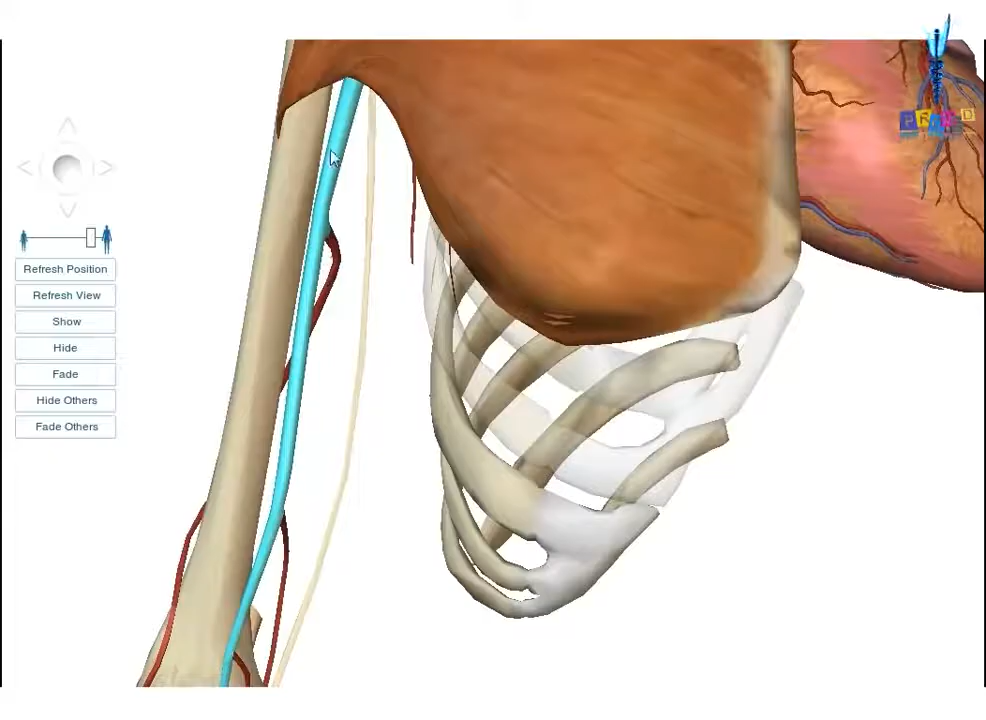 Refresh Position
Refresh View
Show
Hide
Fade
Hide Others
Fade Others